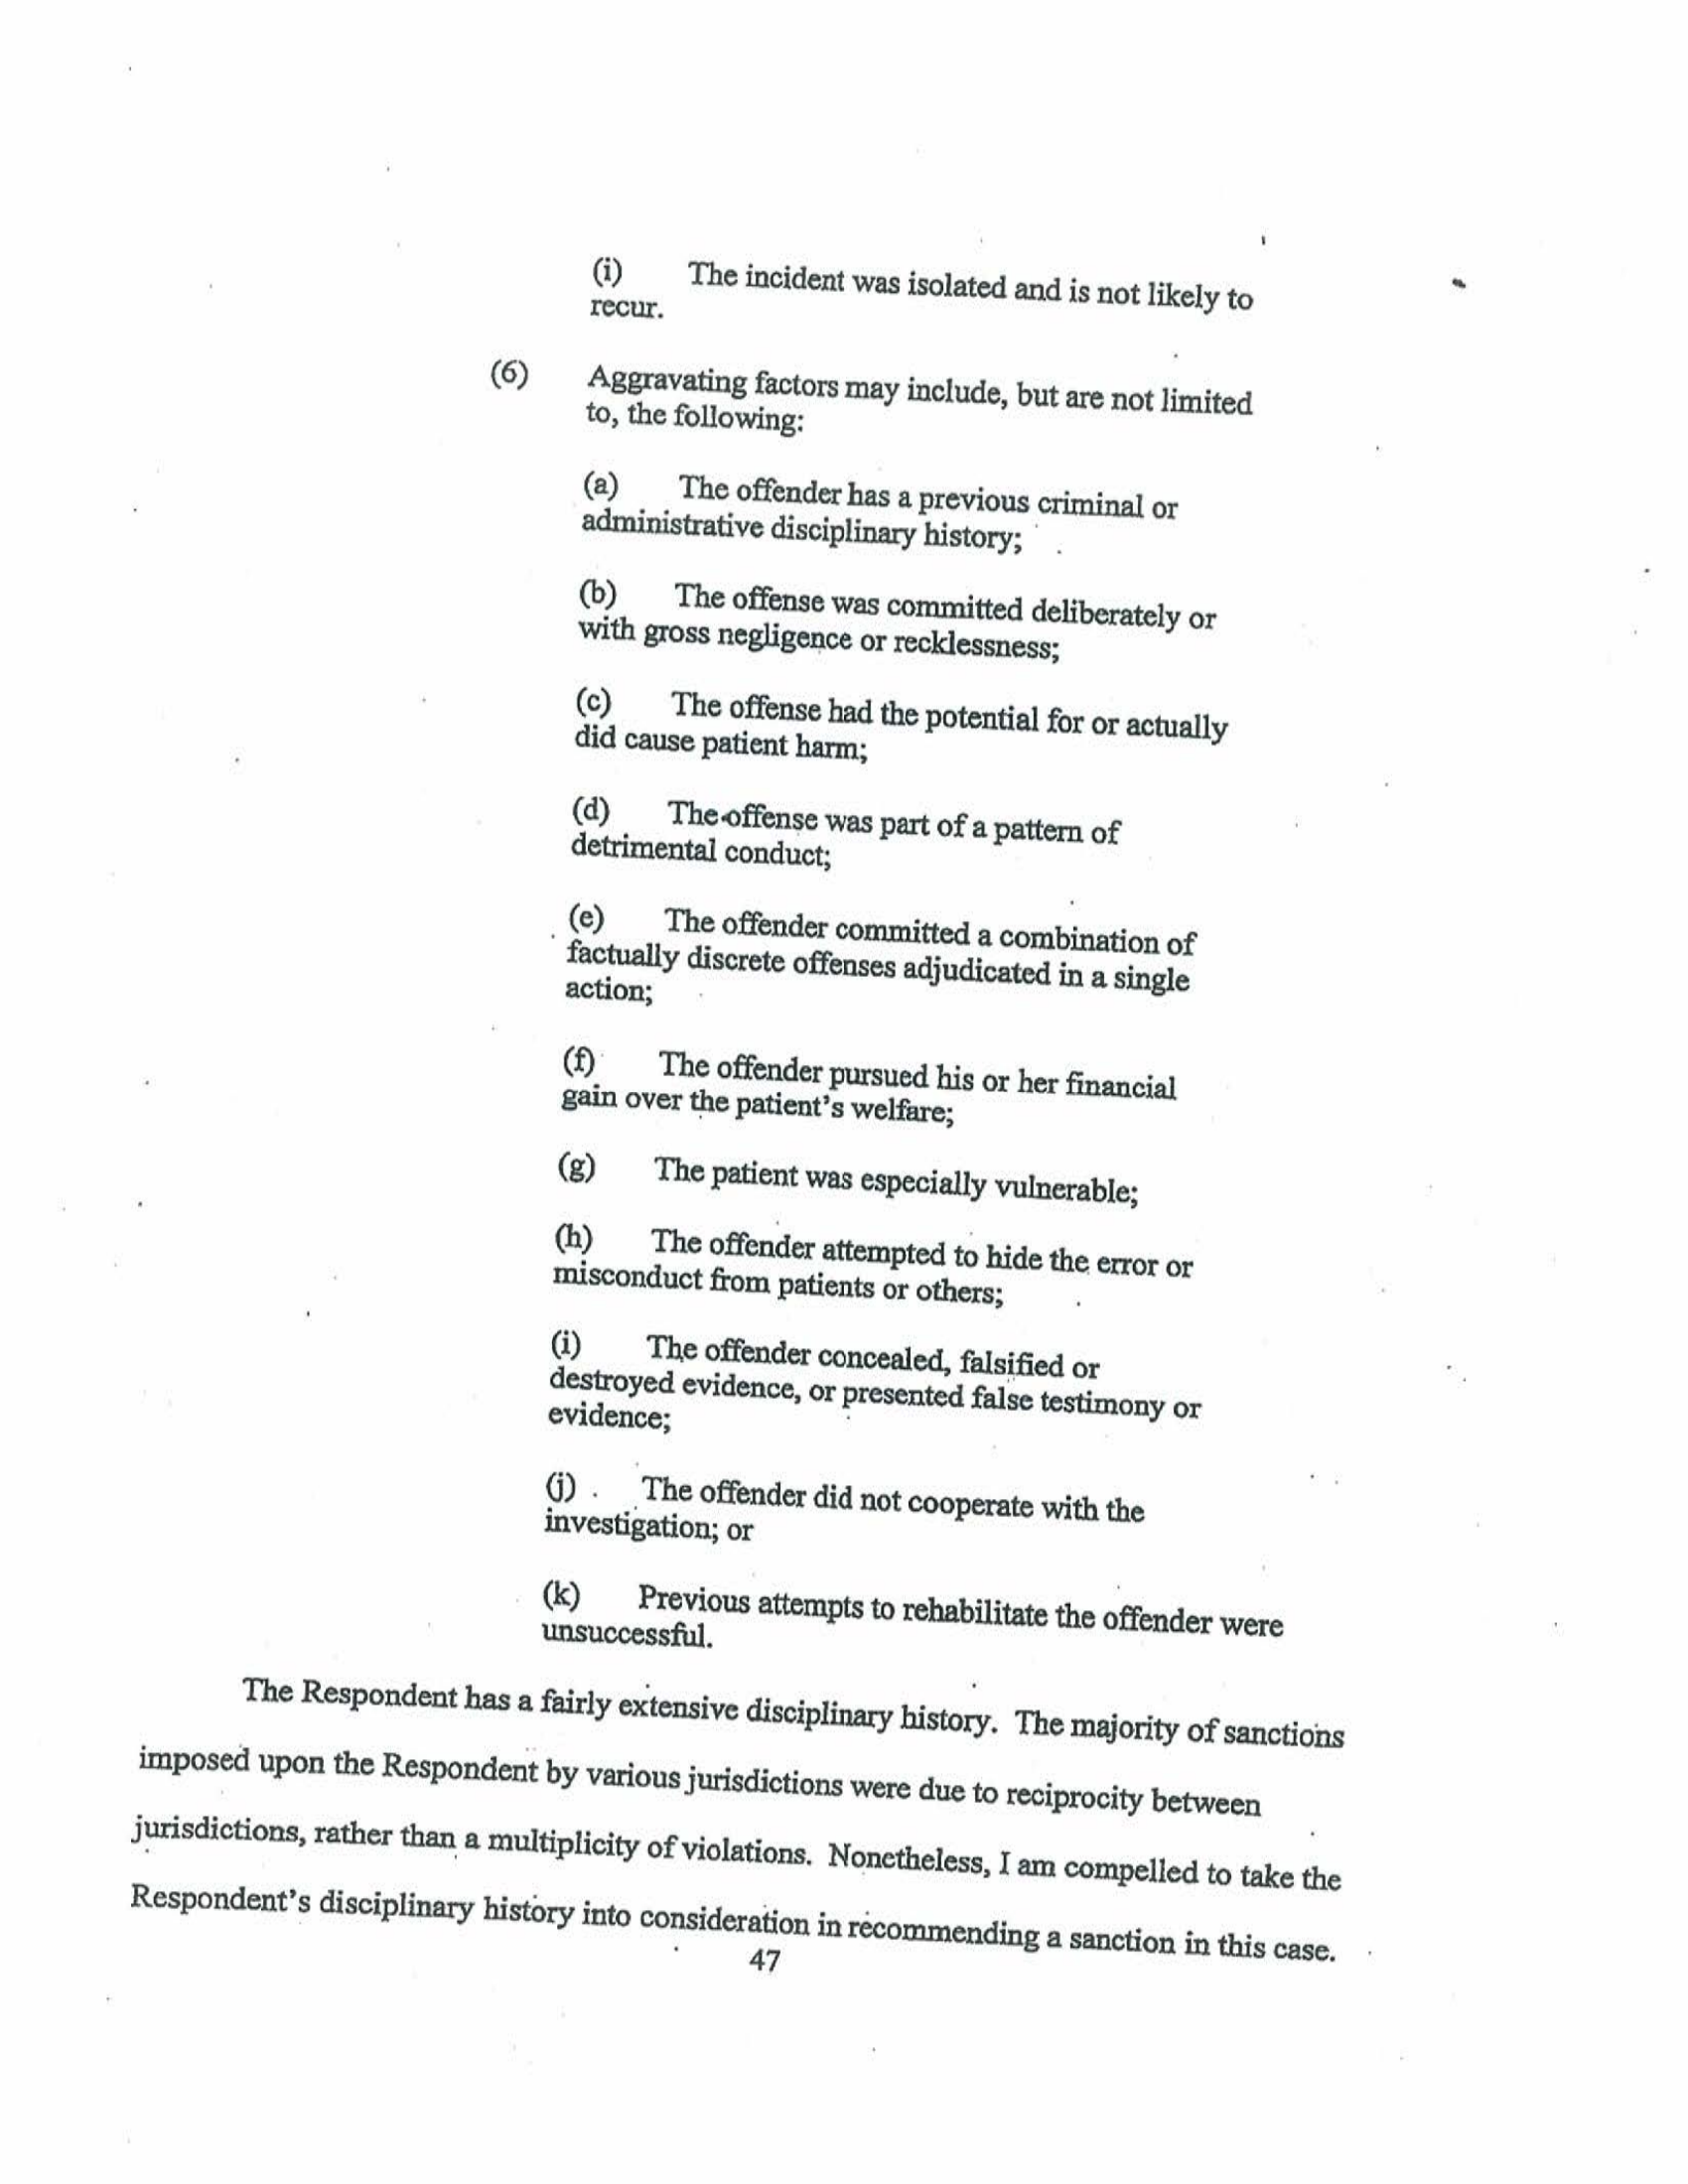 (i) The incident was isolated and is not likely to
recur.
(6) Aggravating factors may include, but are not limited
to, the following:
(a) The offender has a previous criminal or
administrative disciplinary history;
(b) The offense was committed deliberately or
with gross negligence or recklessness;
(c) The offense had the potential for or actually
did cause patient harm;
(d) The offense was part of a pattern of
detrimental conduct;
(e) The offender committed a combination of
factually discrete offenses adjudicated in a single
action;
(f) The offender pursued his or her financial
gain over the patient's welfare;
(g) The patient was especially vulnerable;
(h) The offender attempted to hide the error or
misconduct from patients or others;
(i) The offender concealed, falsified or
destroyed evidence, or presented false testimony or
evidence;
(j) The offender did not cooperate with the
investigation; or
(k) Previous attempts to rehabilitate the offender were
unsuccessful.
The Respondent has a fairly extensive disciplinary history. The majority of sanctions
imposed upon the Respondent by various jurisdictions were due to reciprocity between
jurisdictions, rather than a multiplicity of violations. Nonetheless, I am compelled to take the
Respondent's disciplinary history into consideration in recommending a sanction in this case.
47